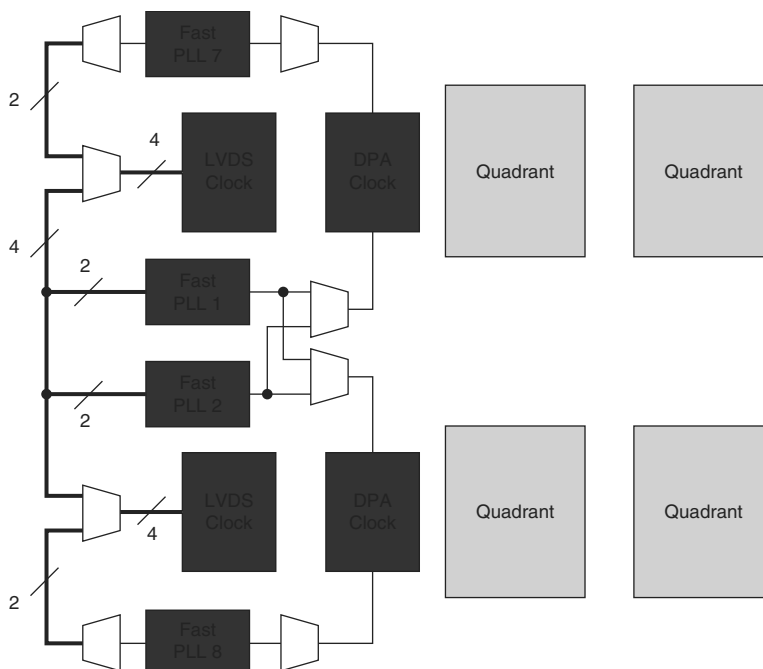 Fast
PLL 7
2
4
LVDS
Clock
DPA
Clock
Quadrant
Quadrant
4
2
Fast
PLL 1
Fast
PLL 2
2
LVDS
Clock
DPA
Clock
Quadrant
Quadrant
4
2
Fast
PLL 8